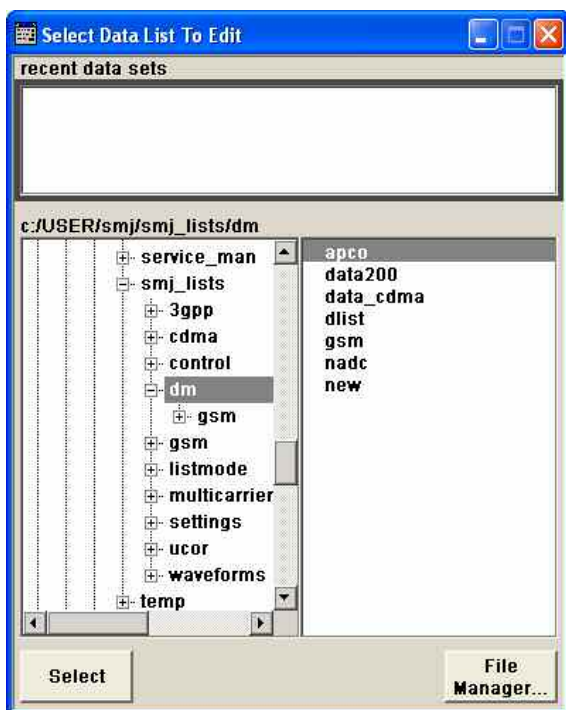 Select Data List To Edit
recent data sets
c:/USER/smj/smj_lists/dm
service_man
smj_lists
3gpp
cdma
control
dm
gsm
gsm
listmode
multicarrier
settings
ucor
waveforms
temp
apco
data200
data_cdma
dlist
gsm
nadc
new
Select
File
Manager...